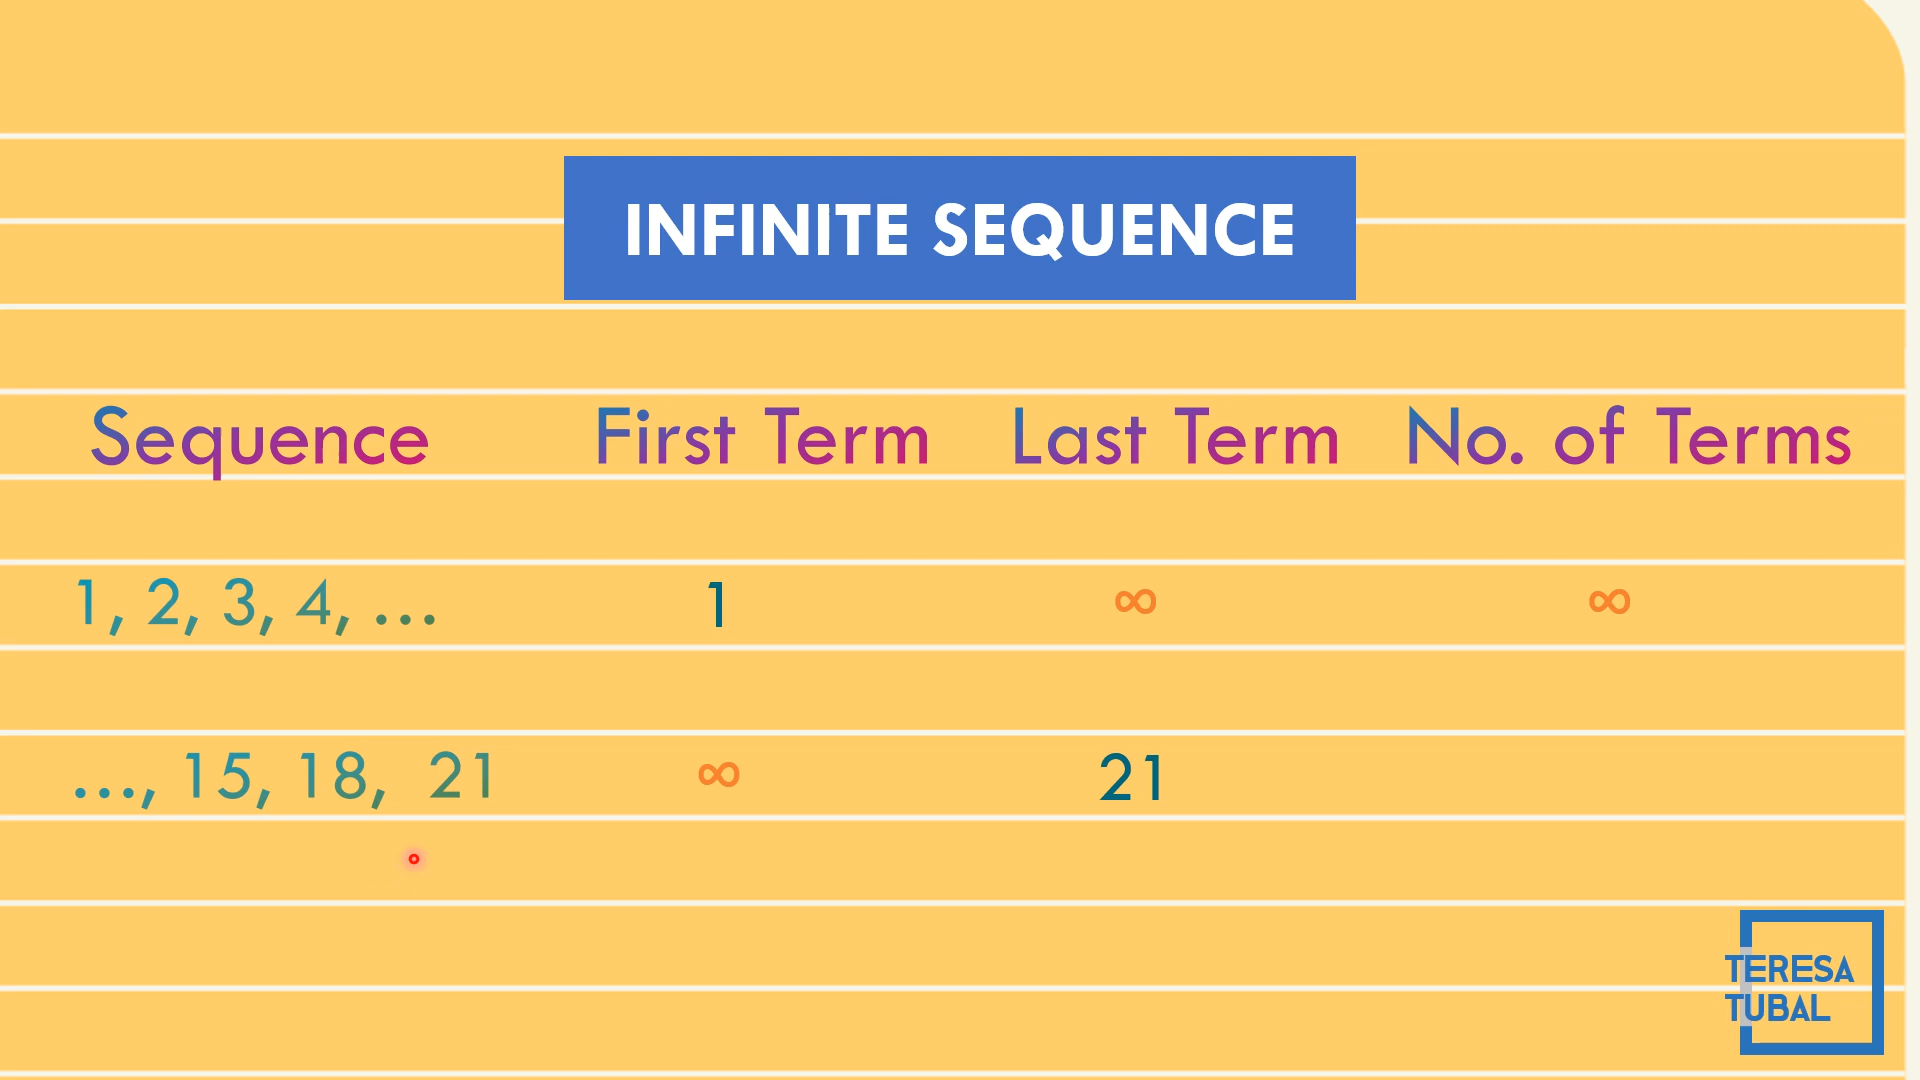 INFINITE SEQUENCE
Sequence First Term Last Term No. of Terms
1, 2, 3, 4, ... 1 ∞ ∞
..., 15, 18, 21 ∞ 21
TERESA
TUBAL